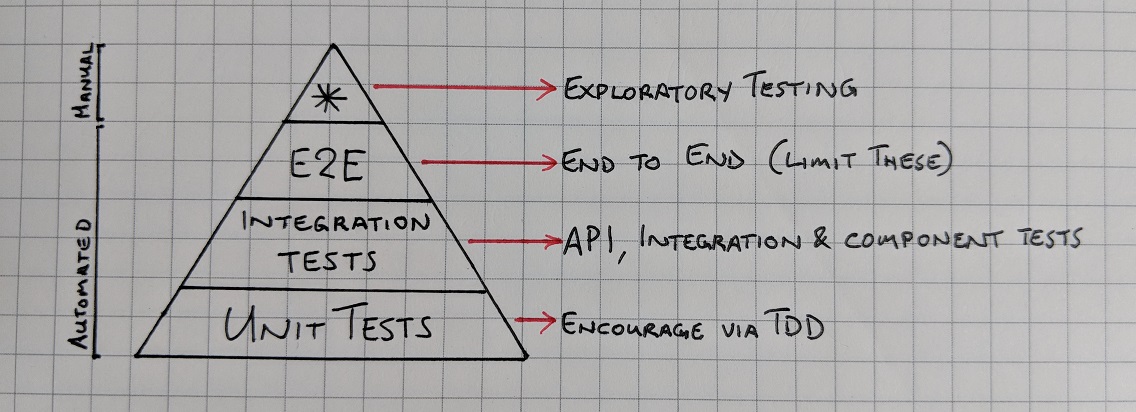 MANUAL
AUTOMATED
*
EXPLORATORY TESTING
E2E
END TO END (LIMIT THESE)
INTEGRATION
TESTS
API, INTEGRATION & COMPONENT TESTS
UNIT TESTS
ENCOURAGE VIA TDD